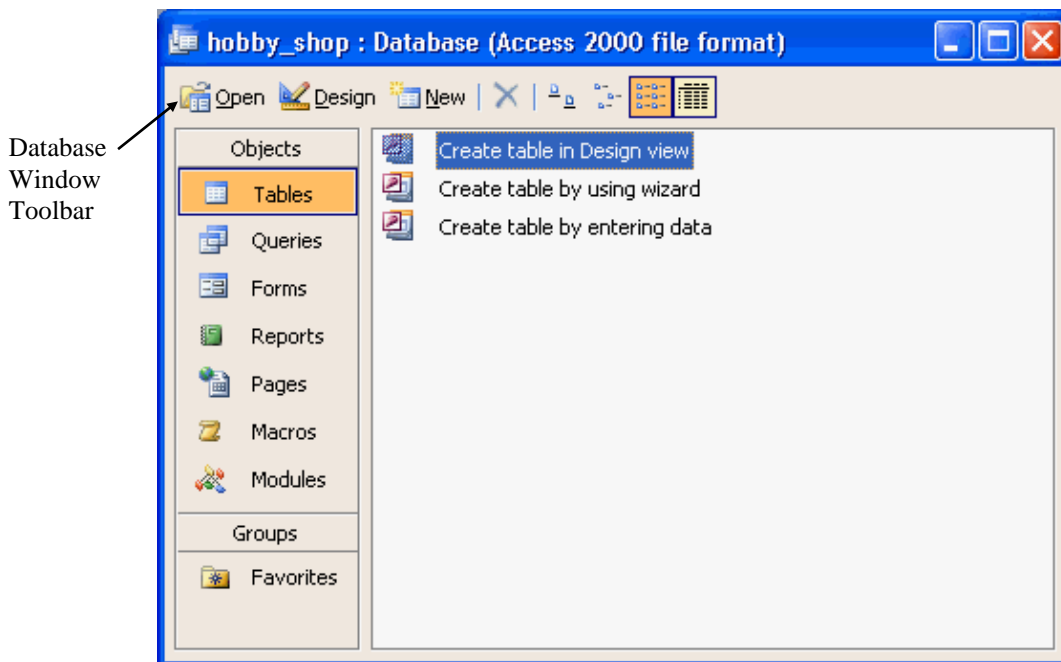 hobby_shop : Database (Access 2000 file format)
Open Design New
Database
Window
Toolbar
Objects
Tables
Queries
Forms
Reports
Pages
Macros
Modules
Groups
Favorites
Create table in Design view
Create table by using wizard
Create table by entering data